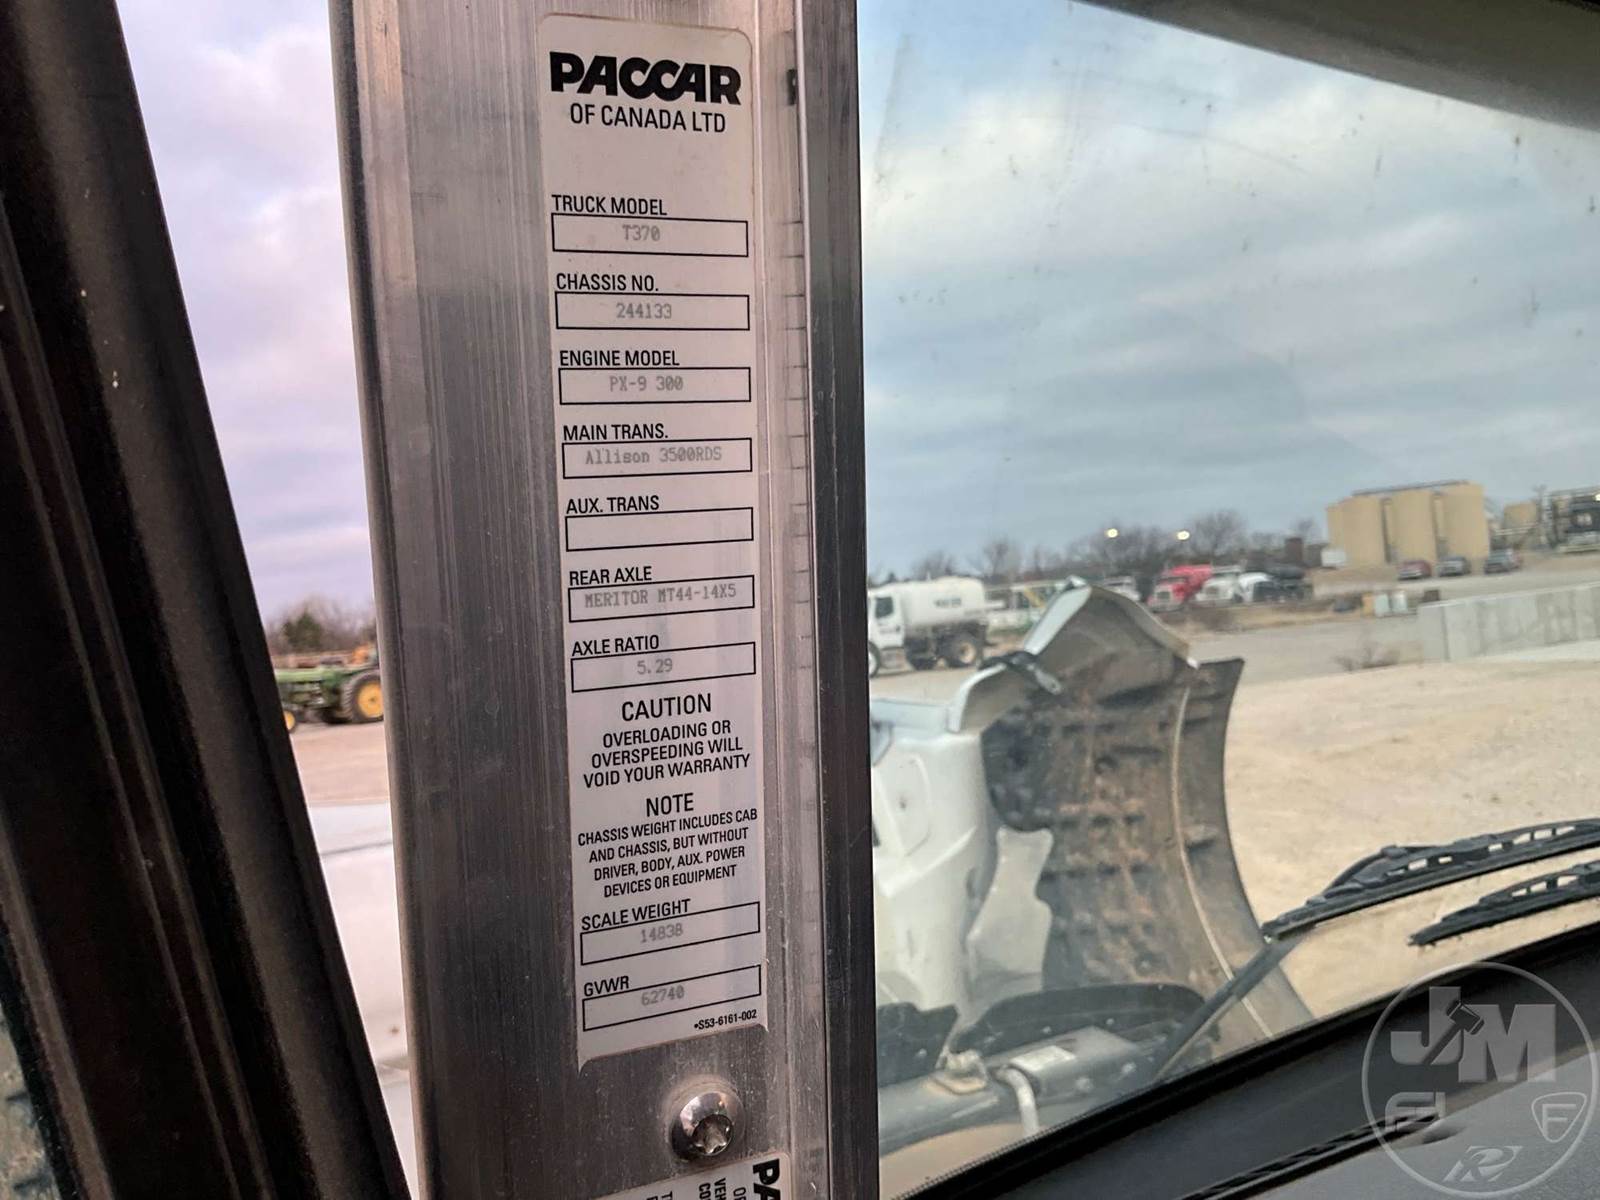 PACCAR
OF CANADA LTD
TRUCK MODEL
T370
CHASSIS NO.
244133
ENGINE MODEL
PX-9 300
MAIN TRANS.
Allison 3500RDS
AUX. TRANS
REAR AXLE
MERITOR MT44-14X5
AXLE RATIO
5.29
CAUTION
OVERLOADING OR
OVERSPEEDING WILL
VOID YOUR WARRANTY
NOTE
CHASSIS WEIGHT INCLUDES CAB
AND CHASSIS, BUT WITHOUT
DRIVER, BODY, AUX. POWER
DEVICES OR EQUIPMENT
SCALE WEIGHT
14838
GVWR
62740
•S53-6161-002
PA
JM